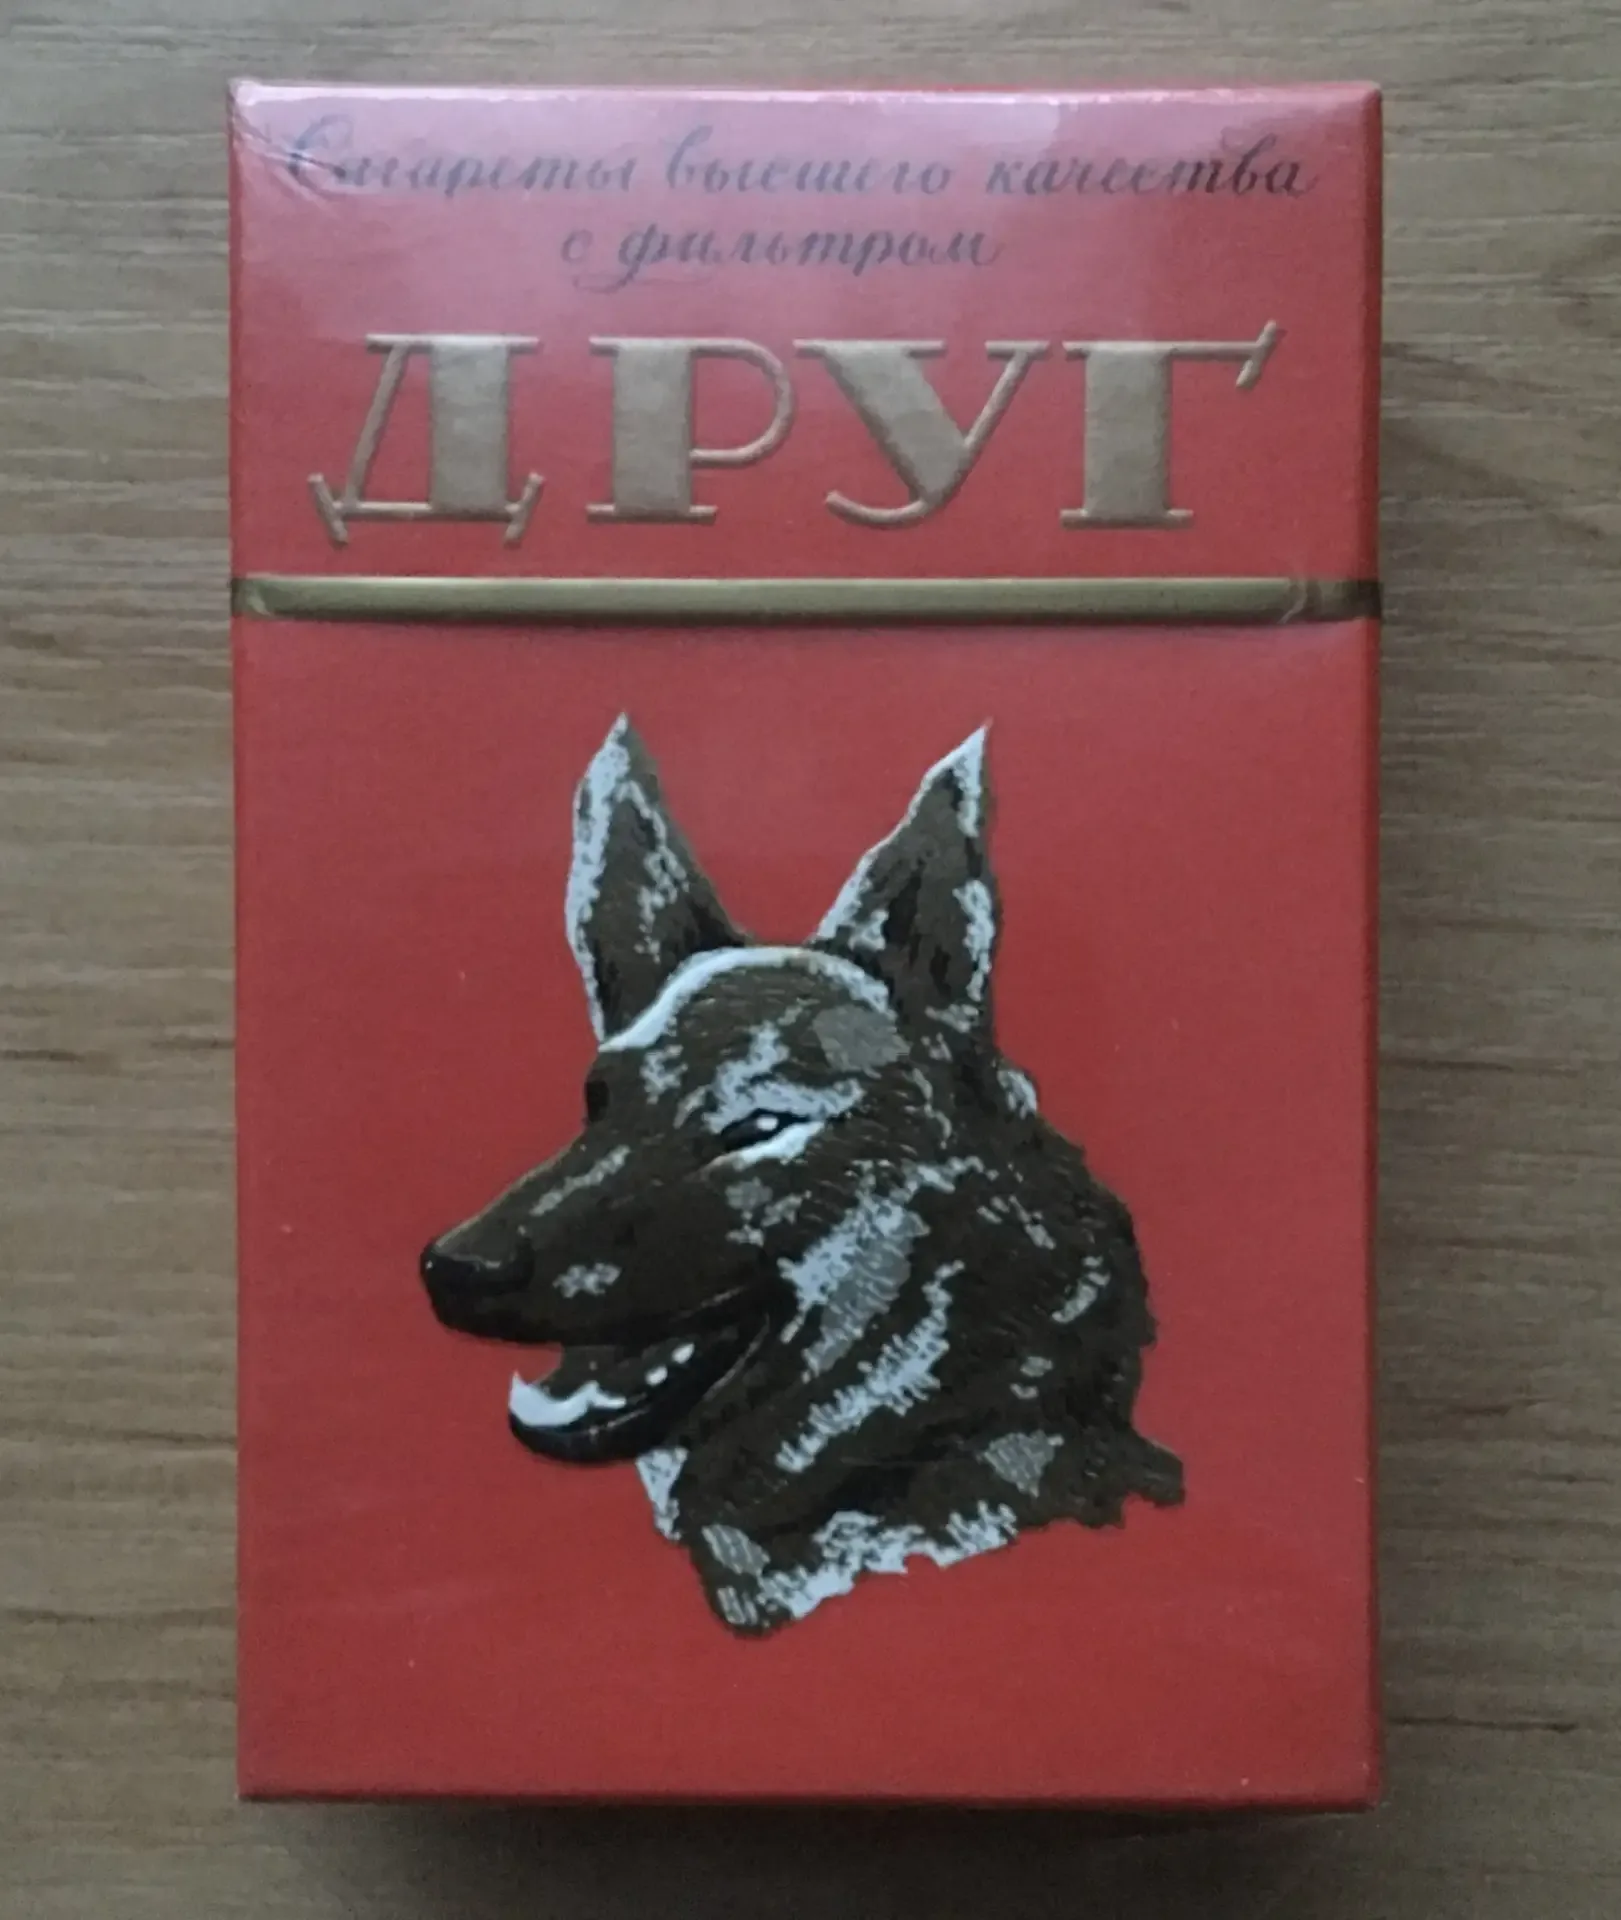 Сигареты высшего качества
с фильтром
ДРУГ